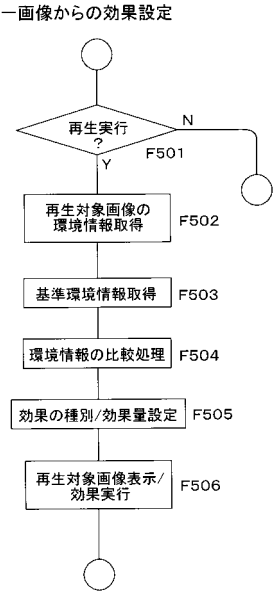 一画像からの効果設定
再生実行
?
N
Y
F501
再生対象画像の
環境情報取得
F502
基準環境情報取得
F503
環境情報の比較処理
F504
効果の種別/効果量設定
F505
再生対象画像表示/
効果実行
F506